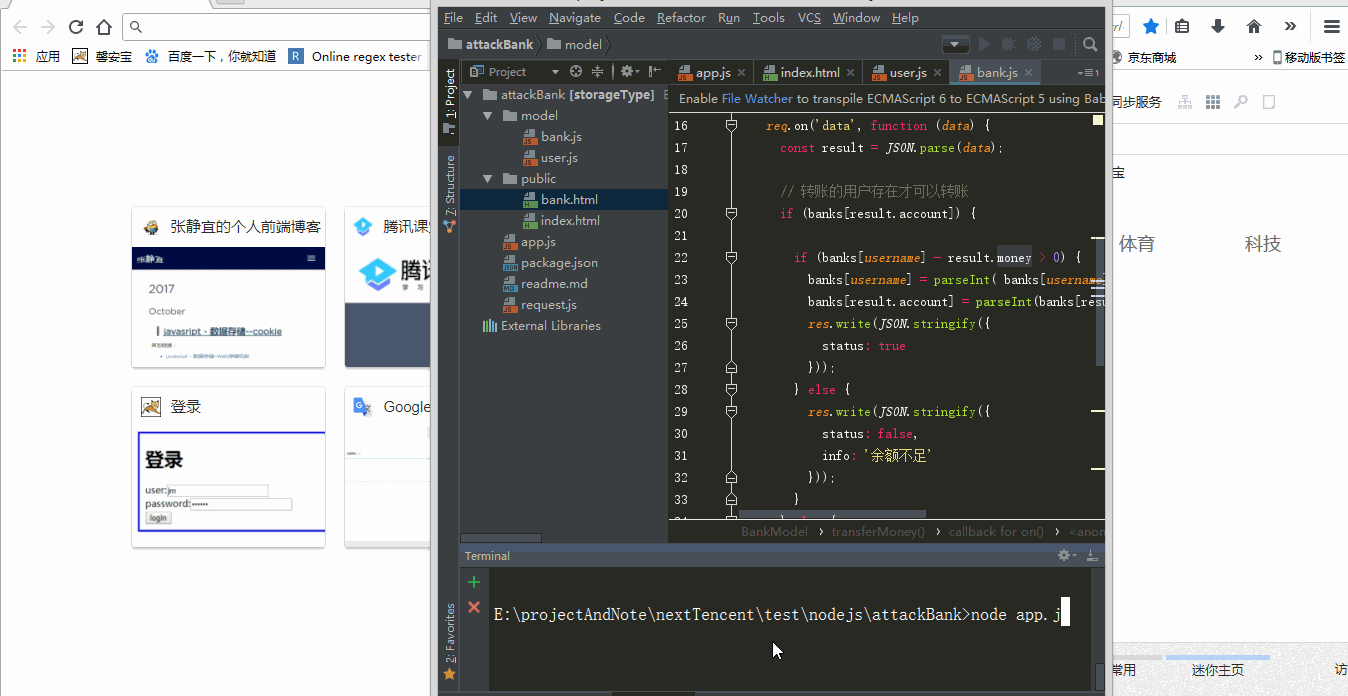 File Edit View Navigate Code Refactor Run Tools VCS Window Help
attackBank model
应用 馨安宝 百度一下，你就知道 Online regex tester
京东商城 » 移动版书签
Project
app.js index.html user.js bank.js
1: Project
7: Structure
2: Favorites
attackBank [storageType]
model
bank.js
user.js
public
bank.html
index.html
app.js
package.json
readme.md
request.js
External Libraries
Enable File Watcher to transpile ECMAScript 6 to ECMAScript 5 using Bab
16 req.on('data', function (data) {
17 const result = JSON.parse(data);
18
19 // 转账的用户存在才可以转账
20 if (banks[result.account]) {
21
22 if (banks[username] - result.money > 0) {
23 banks[username] = parseInt( banks[username
24 banks[result.account] = parseInt(banks[resu
25 res.write(JSON.stringify({
26 status: true
27 }));
28 } else {
29 res.write(JSON.stringify({
30 status: false,
31 info: '余额不足'
32 }));
33 }
BankModel › transferMoney() › callback for on() › <anon
Terminal
E:\projectAndNote\nextTencent\test\nodejs\attackBank>node app.j
张静宜的个人前端博客
张静宜
2017
October
javasript - 数据存储--cookie
腾讯课
腾讯
学 习
登录
登录
user:jm
password:••••••
login
Google
同步服务
宝
体育 科技
常用 迷你主页 访